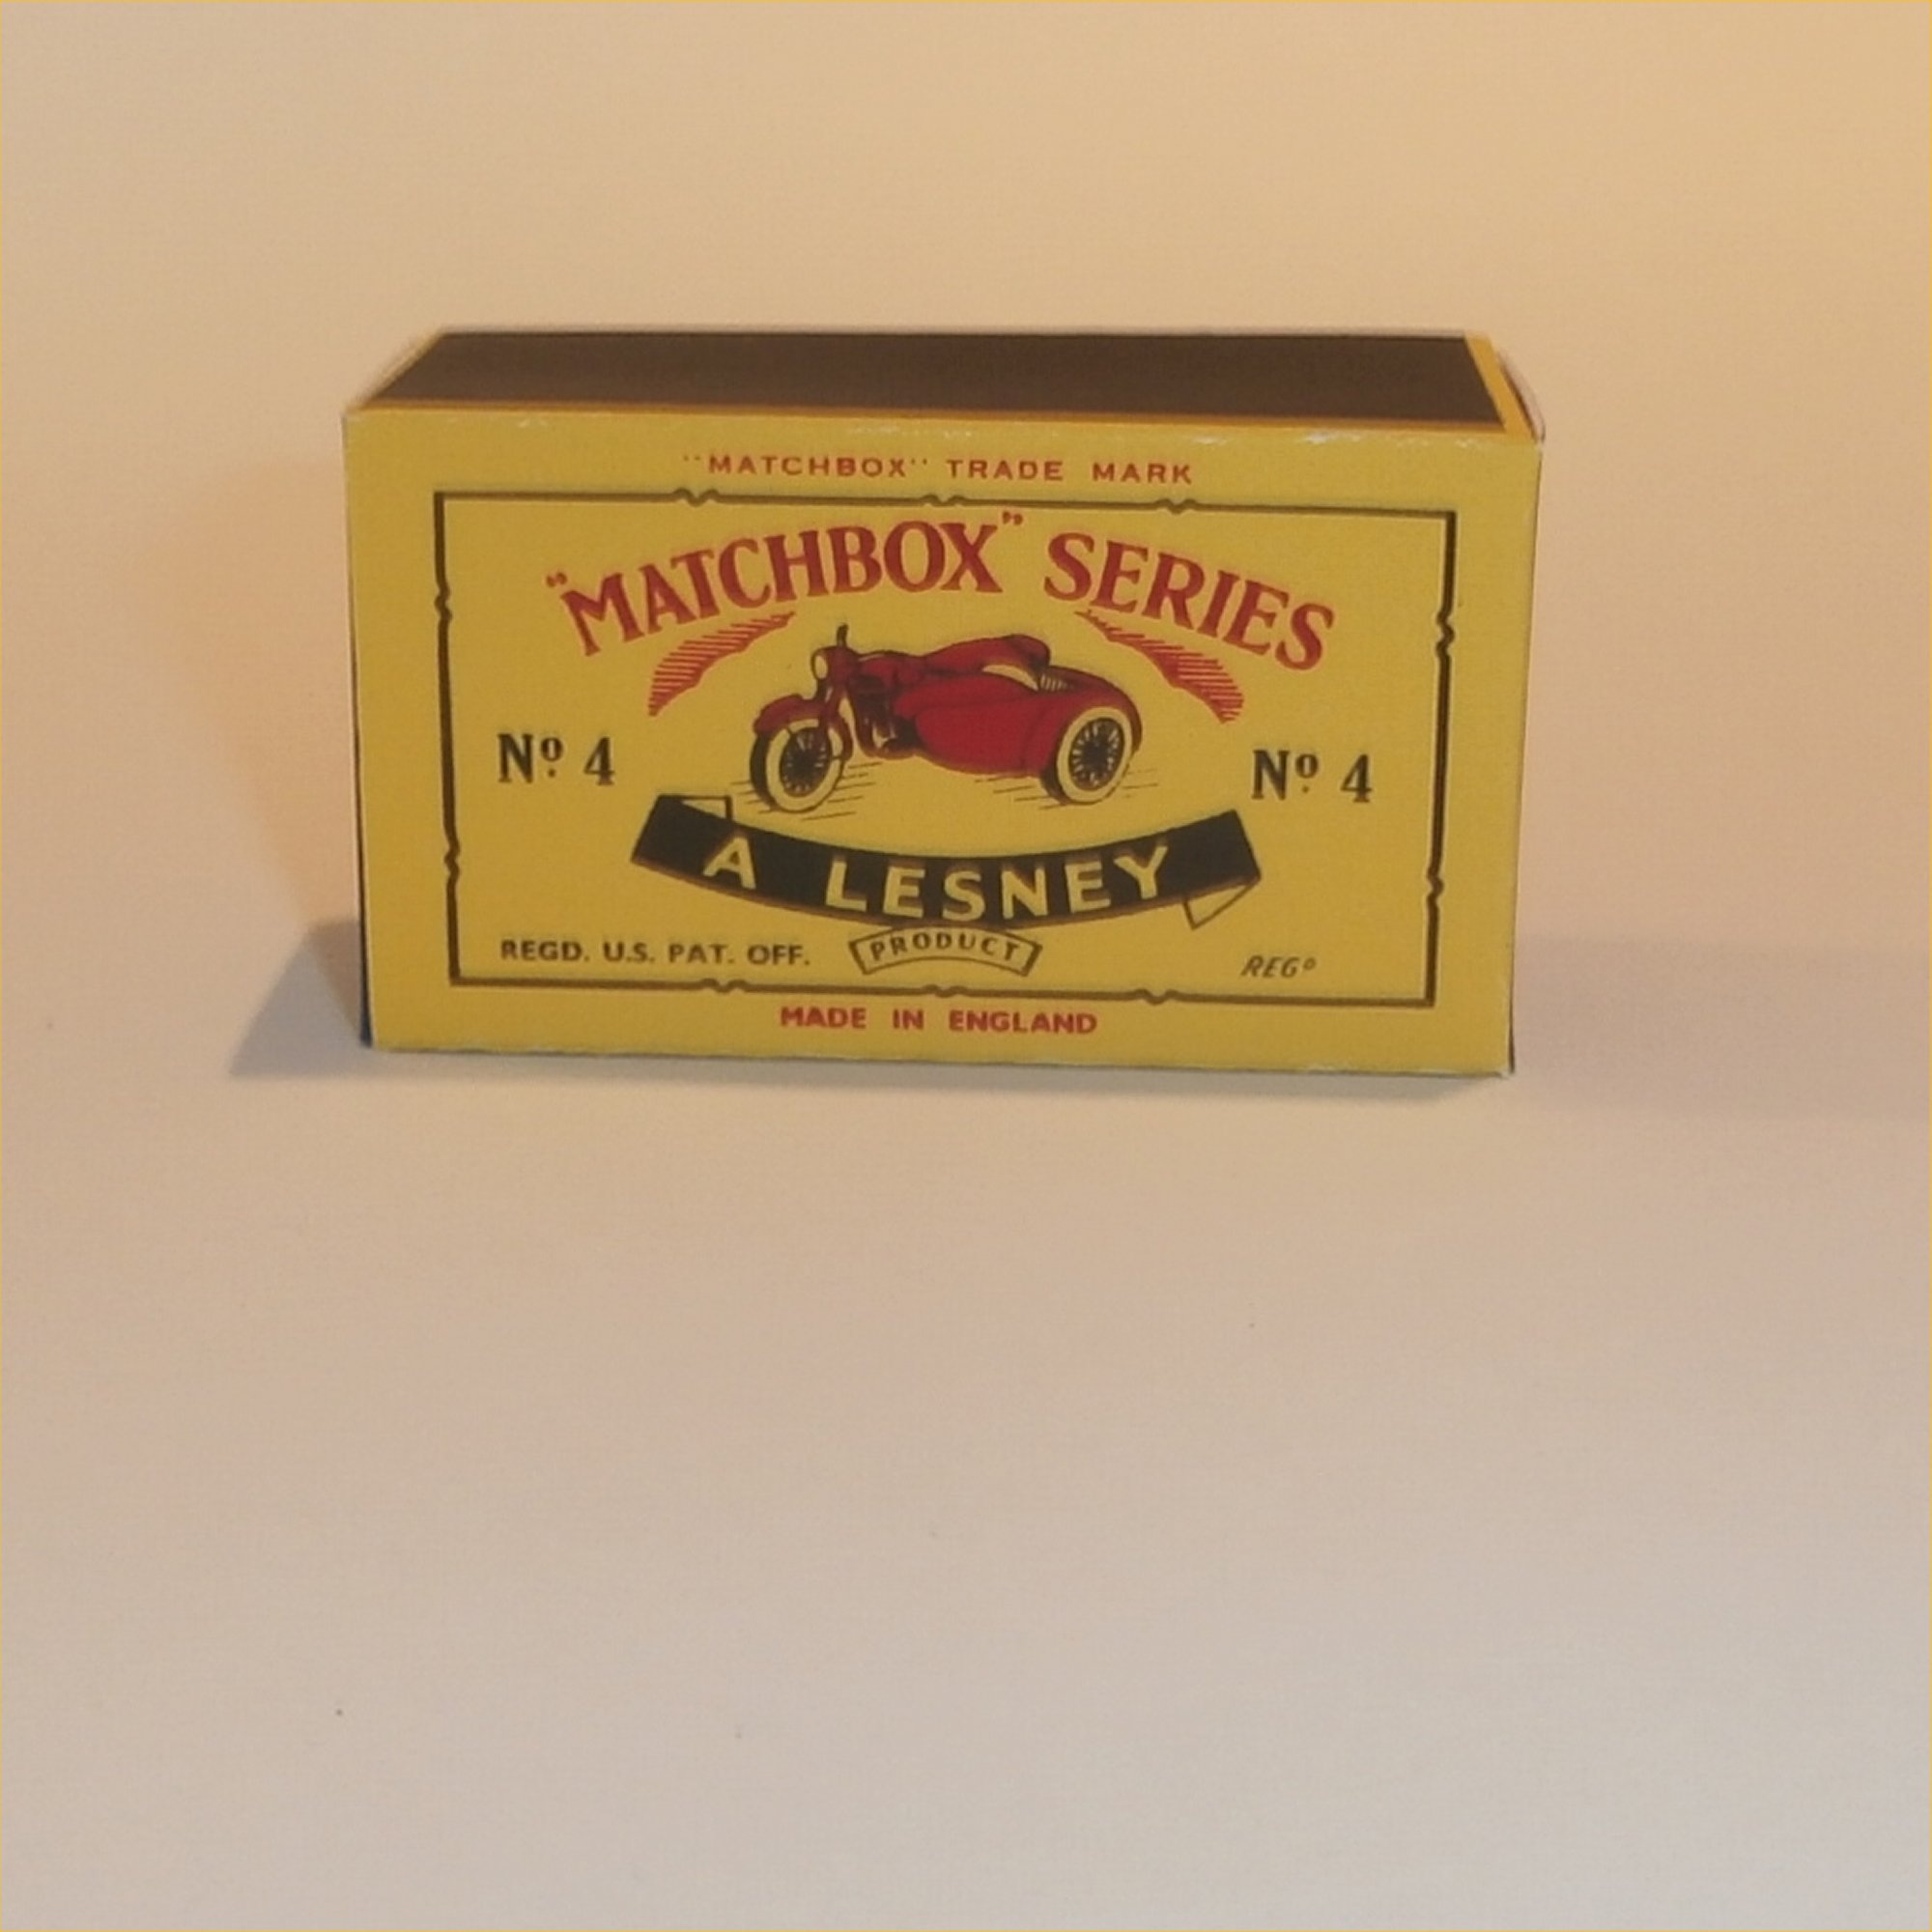 "MATCHBOX" TRADE MARK
"MATCHBOX" SERIES
Nº 4 Nº 4
A LESNEY
PRODUCT
REGD. U.S. PAT. OFF. REGᴰ
MADE IN ENGLAND